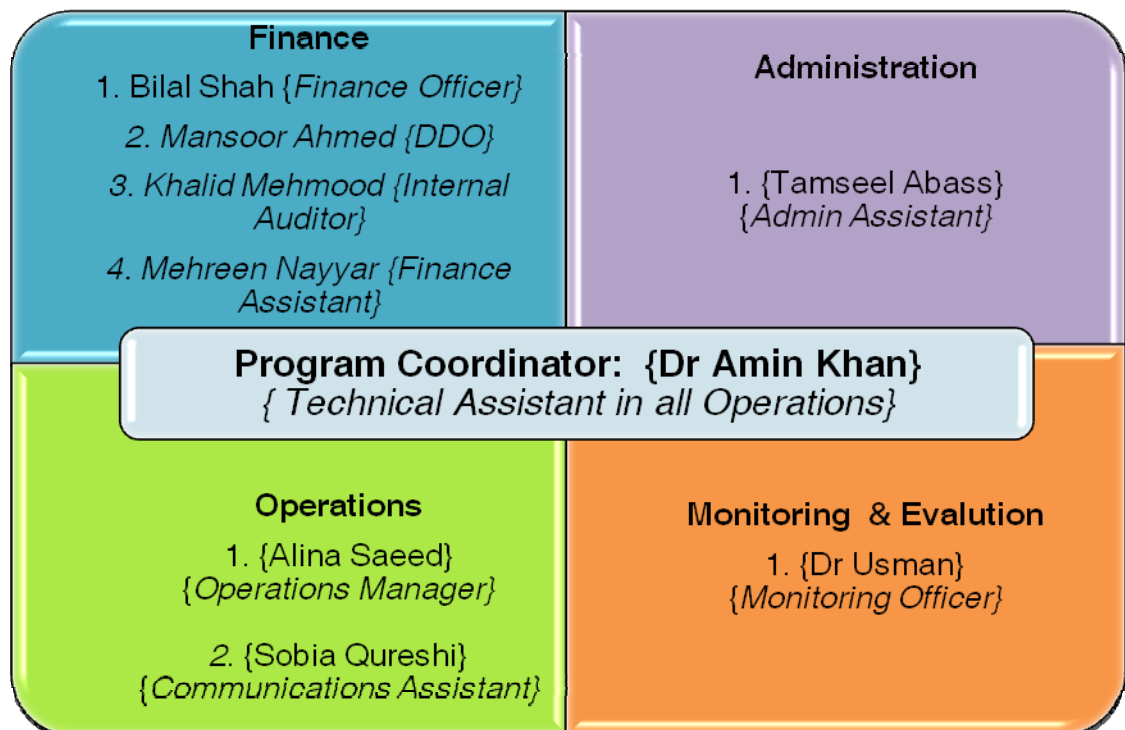 Finance
1. Bilal Shah {Finance Officer}
2. Mansoor Ahmed {DDO}
3. Khalid Mehmood {Internal
Auditor}
4. Mehreen Nayyar {Finance
Assistant}
Administration
1. {Tamseel Abass}
{Admin Assistant}
Program Coordinator: {Dr Amin Khan}
{ Technical Assistant in all Operations}
Operations
1. {Alina Saeed}
{Operations Manager}
2. {Sobia Qureshi}
{Communications Assistant}
Monitoring & Evalution
1. {Dr Usman}
{Monitoring Officer}